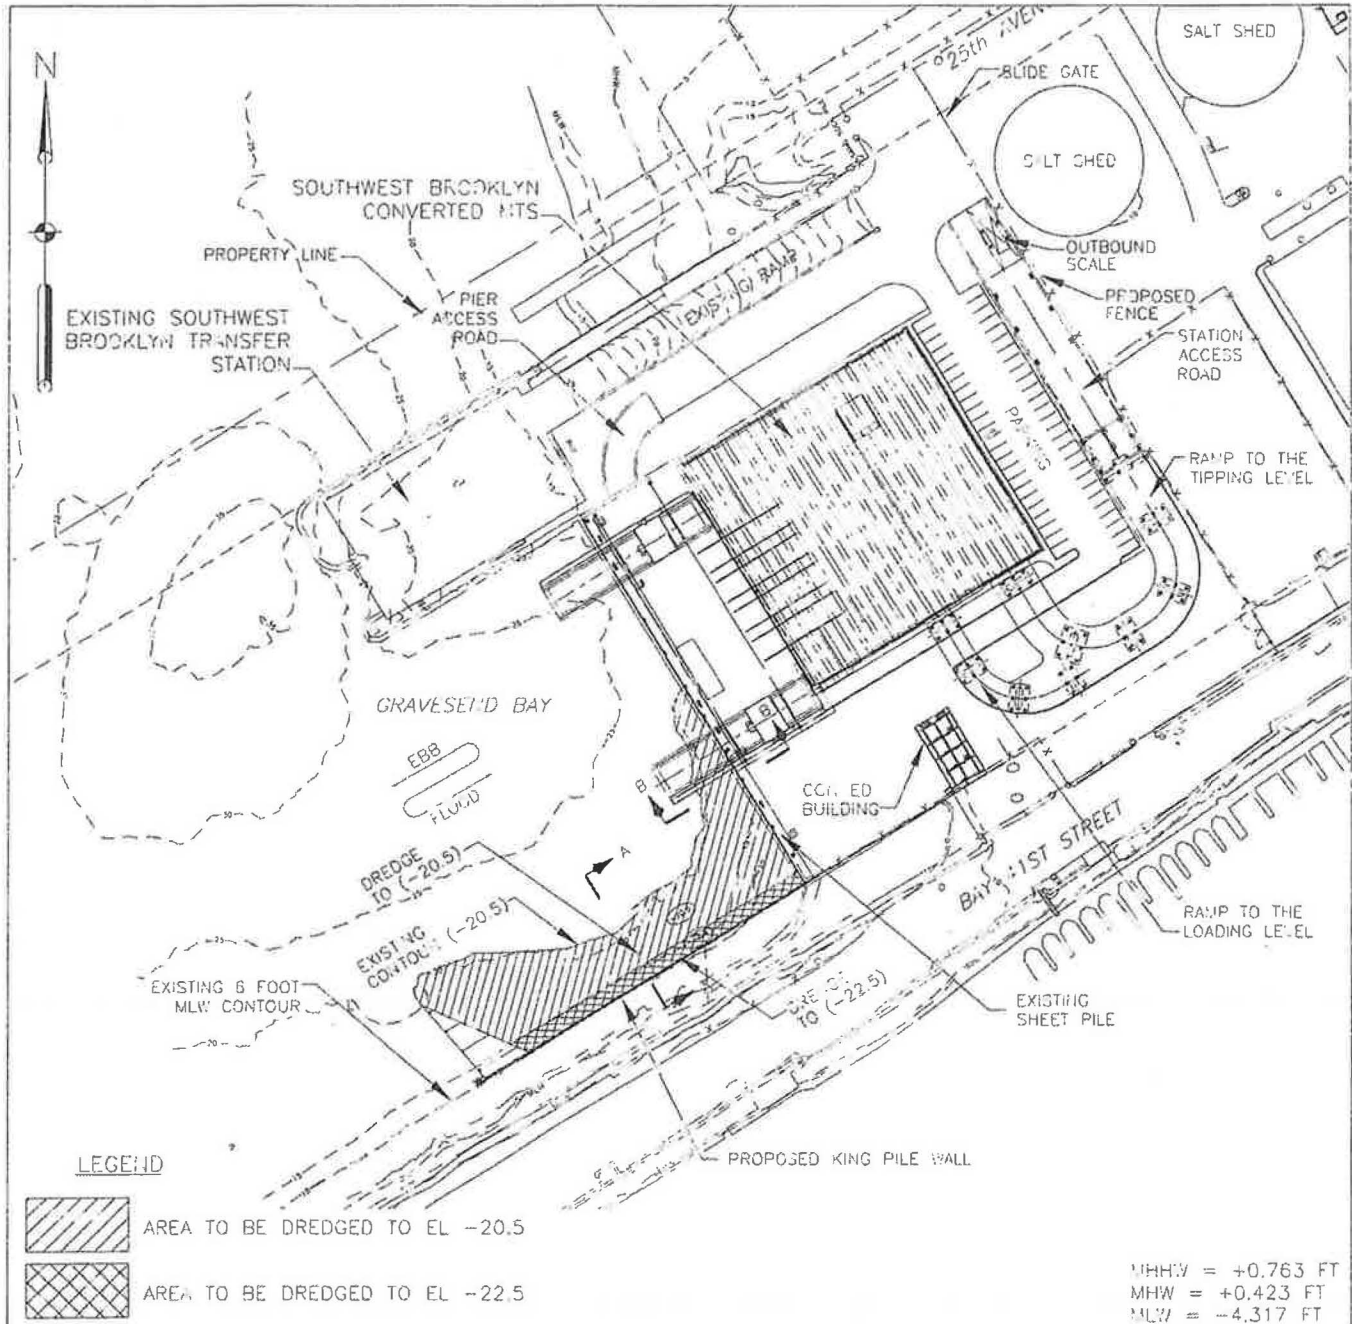 N
25th AVEN
SALT SHED
SLIDE GATE
SALT SHED
SOUTHWEST BROOKLYN
CONVERTED MTS
PROPERTY LINE
EXISTING RAMP
OUTBOUND
SCALE
PIER
ACCESS
ROAD
PROPOSED
FENCE
EXISTING SOUTHWEST
BROOKLYN TRANSFER
STATION
STATION
ACCESS
ROAD
PARKING
RAMP TO THE
TIPPING LEVEL
GRAVESEND BAY
EBB
FLOOD
B
B
CON ED
BUILDING
DREDGE
TO (-20.5)
A
BAY 41ST STREET
EXISTING
CONTOUR (-20.5)
RAMP TO THE
LOADING LEVEL
EXISTING 6 FOOT
MLW CONTOUR
DREDGE
TO (-22.5)
EXISTING
SHEET PILE
PROPOSED KING PILE WALL
LEGEND
AREA TO BE DREDGED TO EL -20.5
AREA TO BE DREDGED TO EL -22.5
MHHW = +0.763 FT
MHW = +0.423 FT
MLW = -4.317 FT